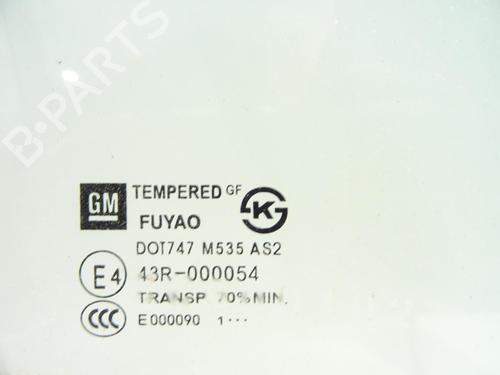 B-PARTS
GM TEMPERED GF K
FUYAO
DOT747 M535 AS2
E4 43R-000054
TRANSP. 70%MIN.
CCC E000090 1···